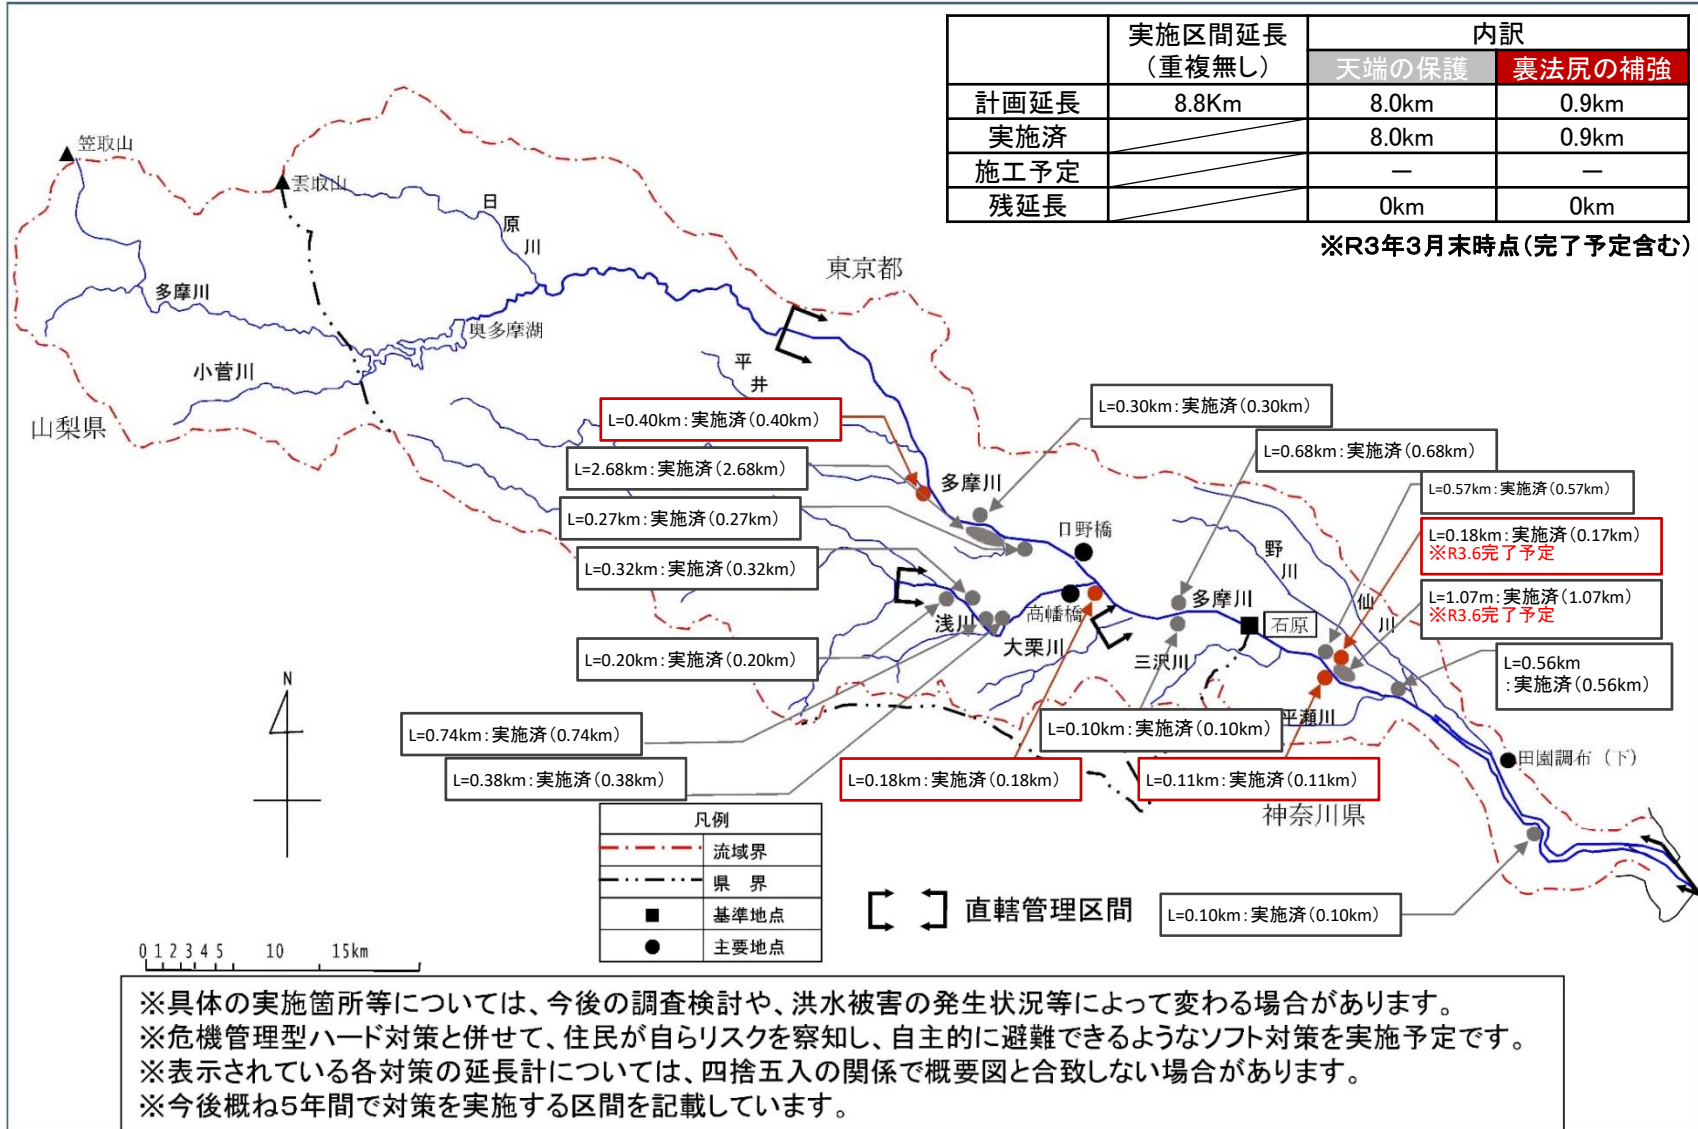 実施区間延長
（重複無し）
内訳
天端の保護
裏法尻の補強
計画延長 8.8Km 8.0km 0.9km
実施済 8.0km 0.9km
施工予定 － －
残延長 0km 0km
※R3年3月末時点（完了予定含む）
笠取山
雲取山
日原川
東京都
多摩川
奥多摩湖
小菅川
山梨県
平井
L=0.40km：実施済（0.40km）
L=0.30km：実施済（0.30km）
L=2.68km：実施済（2.68km）
L=0.68km：実施済（0.68km）
多摩川
L=0.57km：実施済（0.57km）
L=0.27km：実施済（0.27km）
日野橋
L=0.18km：実施済（0.17km）
※R3.6完了予定
野川
L=0.32km：実施済（0.32km）
仙川
L=1.07m：実施済（1.07km）
※R3.6完了予定
高幡橋
多摩川
浅川
石原
大栗川
三沢川
L=0.20km：実施済（0.20km）
L=0.56km
：実施済（0.56km）
N
平瀬川
L=0.74km：実施済（0.74km）
L=0.10km：実施済（0.10km）
L=0.38km：実施済（0.38km）
L=0.18km：実施済（0.18km）
L=0.11km：実施済（0.11km）
田園調布（下）
神奈川県
凡例
流域界
県　界
基準地点
主要地点
直轄管理区間
L=0.10km：実施済（0.10km）
0 1 2 3 4 5 10 15km
※具体の実施箇所等については、今後の調査検討や、洪水被害の発生状況等によって変わる場合があります。
※危機管理型ハード対策と併せて、住民が自らリスクを察知し、自主的に避難できるようなソフト対策を実施予定です。
※表示されている各対策の延長計については、四捨五入の関係で概要図と合致しない場合があります。
※今後概ね５年間で対策を実施する区間を記載しています。